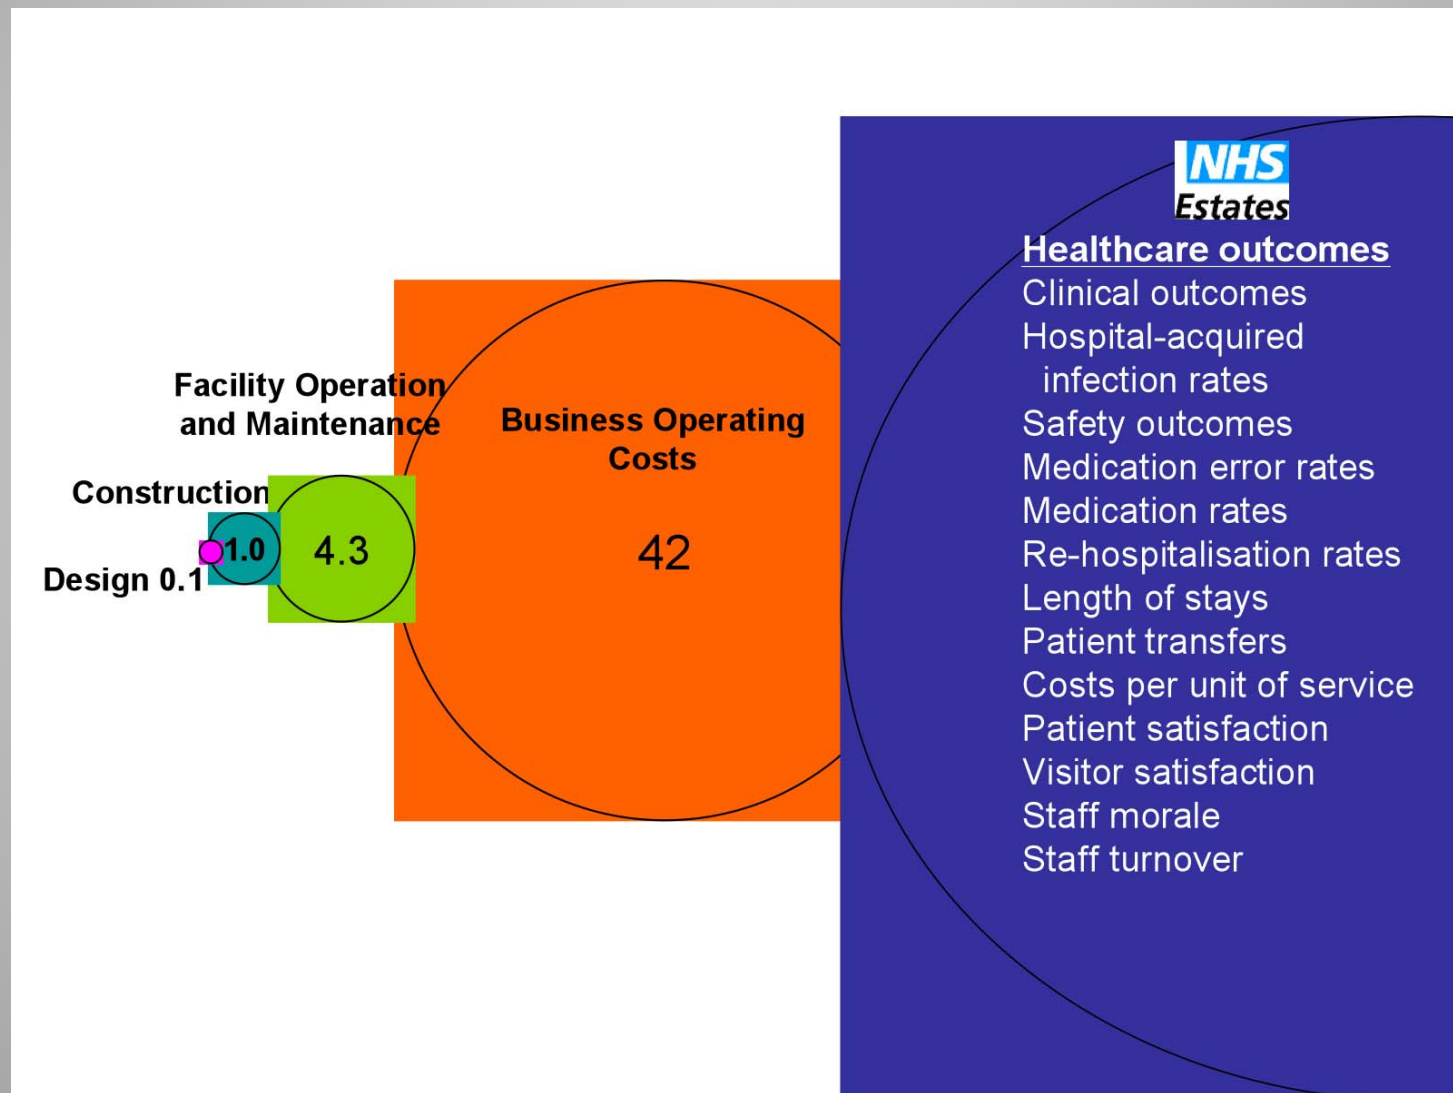 NHS
Estates
Healthcare outcomes
Clinical outcomes
Hospital-acquired
infection rates
Safety outcomes
Medication error rates
Medication rates
Re-hospitalisation rates
Length of stays
Patient transfers
Costs per unit of service
Patient satisfaction
Visitor satisfaction
Staff morale
Staff turnover
Facility Operation
and Maintenance
Business Operating
Costs
Construction
1.0
4.3
42
Design 0.1